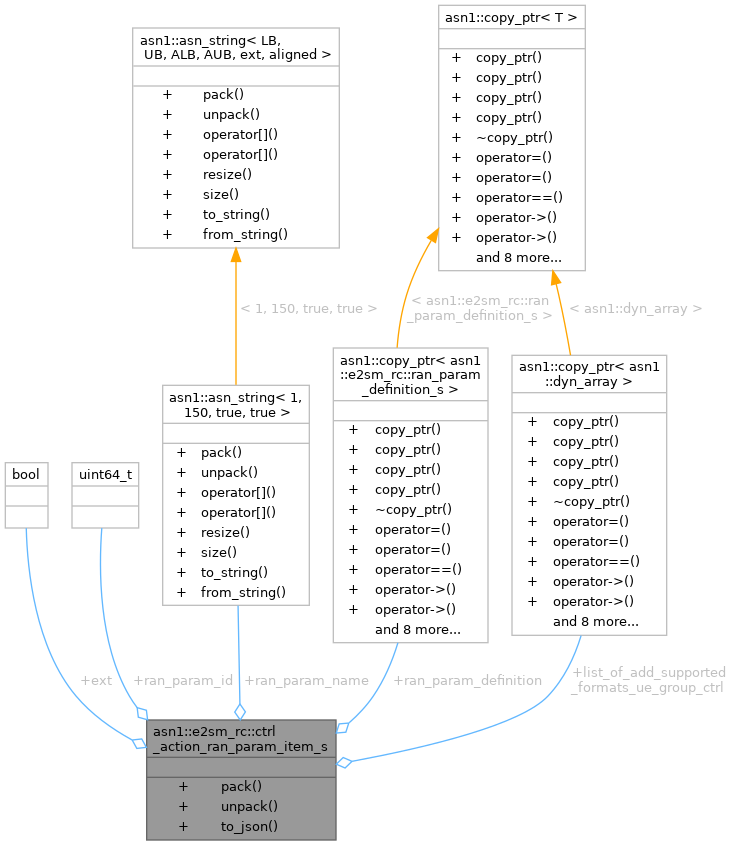 asn1::copy_ptr< T >
+ copy_ptr()
+ copy_ptr()
+ copy_ptr()
+ copy_ptr()
+ ~copy_ptr()
+ operator=()
+ operator=()
+ operator==()
+ operator->()
+ operator->()
and 8 more...
asn1::asn_string< LB,
UB, ALB, AUB, ext, aligned >
+ pack()
+ unpack()
+ operator[]()
+ operator[]()
+ resize()
+ size()
+ to_string()
+ from_string()
< 1, 150, true, true >
< asn1::e2sm_rc::ran
_param_definition_s >
< asn1::dyn_array >
asn1::asn_string< 1,
150, true, true >
+ pack()
+ unpack()
+ operator[]()
+ operator[]()
+ resize()
+ size()
+ to_string()
+ from_string()
asn1::copy_ptr< asn1
::e2sm_rc::ran_param
_definition_s >
+ copy_ptr()
+ copy_ptr()
+ copy_ptr()
+ copy_ptr()
+ ~copy_ptr()
+ operator=()
+ operator=()
+ operator==()
+ operator->()
+ operator->()
and 8 more...
asn1::copy_ptr< asn1
::dyn_array >
+ copy_ptr()
+ copy_ptr()
+ copy_ptr()
+ copy_ptr()
+ ~copy_ptr()
+ operator=()
+ operator=()
+ operator==()
+ operator->()
+ operator->()
and 8 more...
bool
uint64_t
+ext
+ran_param_id
+ran_param_name
+ran_param_definition
+list_of_add_supported
_formats_ue_group_ctrl
asn1::e2sm_rc::ctrl
_action_ran_param_item_s
+ pack()
+ unpack()
+ to_json()